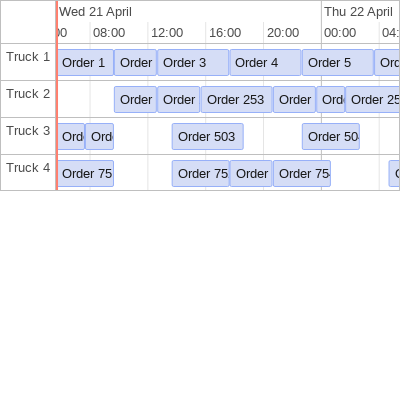 Wed 21 April Thu 22 April
00 08:00 12:00 16:00 20:00 00:00 04:
Truck 1 Order 1 Order Order 3 Order 4 Order 5 Ord
Truck 2 Order Order Order 253 Order Ord Order 25
Truck 3 Ord Ord Order 503 Order 50
Truck 4 Order 75 Order 75 Order Order 75